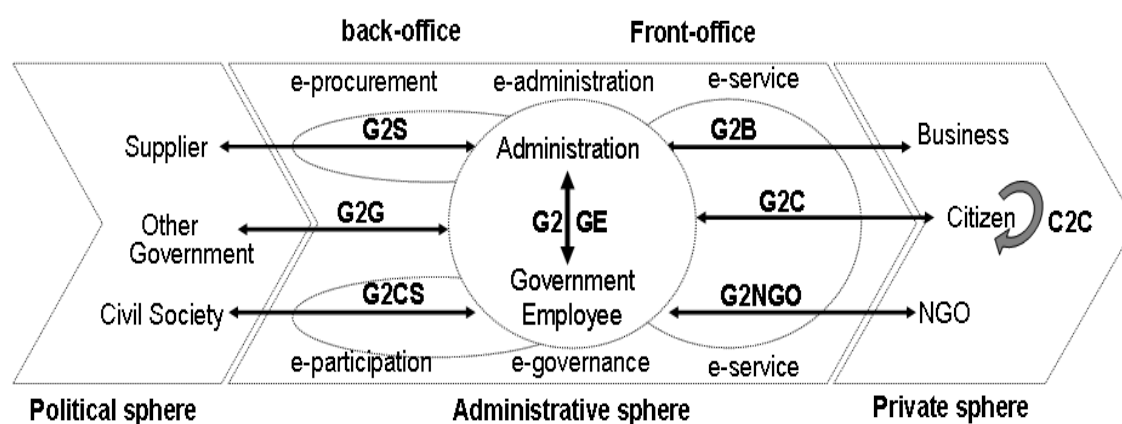 back-office Front-office
e-procurement e-administration e-service
G2S G2B
Supplier Administration Business
G2G G2C
Other Government G2 GE Citizen C2C
Government Employee
G2CS G2NGO
Civil Society NGO
e-participation e-governance e-service
Political sphere Administrative sphere Private sphere